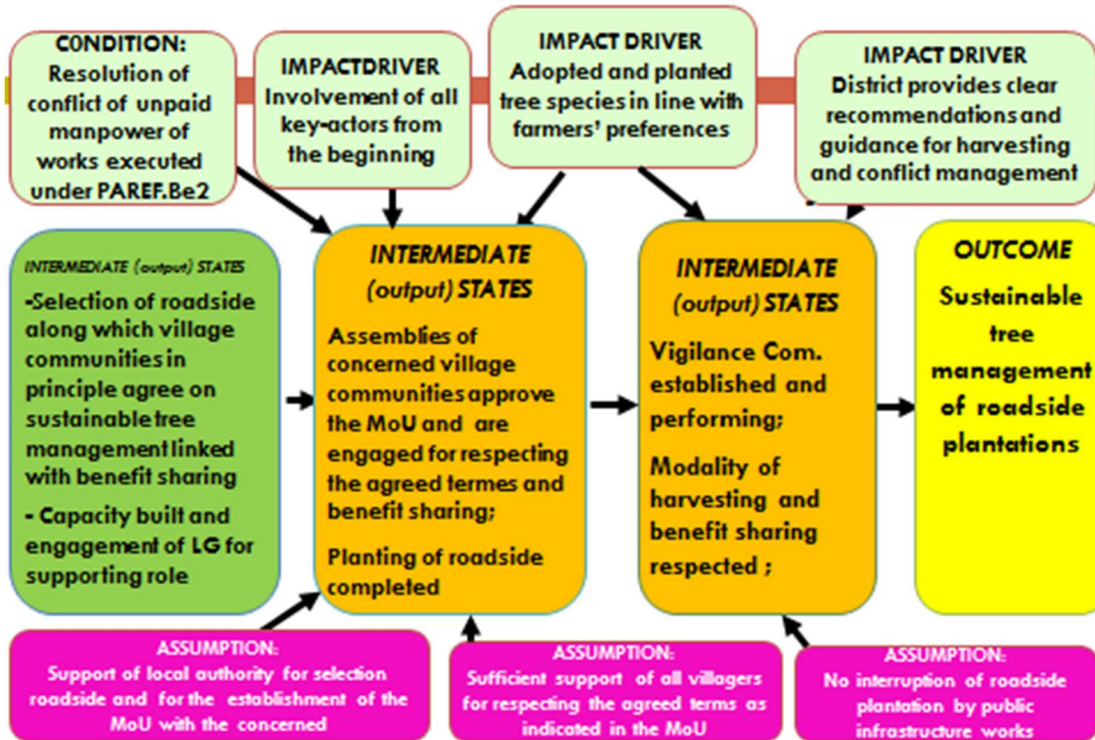 C0NDITION:
Resolution of
conflict of unpaid
manpower of
works executed
under PAREF.Be2
IMPACTDRIVER
Involvement of all
key-actors from
the beginning
IMPACT DRIVER
Adopted and planted
tree species in line with
farmers' preferences
IMPACT DRIVER
District provides clear
recommendations and
guidance for harvesting
and conflict management
INTERMEDIATE (output) STATES
-Selection of roadside
along which village
communities in
principle agree on
sustainable tree
management linked
with benefit sharing
- Capacity built and
engagement of LG for
supporting role
INTERMEDIATE
(output) STATES
Assemblies of
concerned village
communities approve
the MoU and are
engaged for respecting
the agreed termes and
benefit sharing;
Planting of roadside
completed
INTERMEDIATE
(output) STATES
Vigilance Com.
established and
performing;
Modality of
harvesting and
benefit sharing
respected ;
OUTCOME
Sustainable
tree
management
of roadside
plantations
ASSUMPTION:
Support of local authority for selection
roadside and for the establishment of the
MoU with the concerned
ASSUMPTION:
Sufficient support of all villagers
for respecting the agreed terms as
indicated in the MoU
ASSUMPTION:
No interruption of roadside
plantation by public
infrastructure works